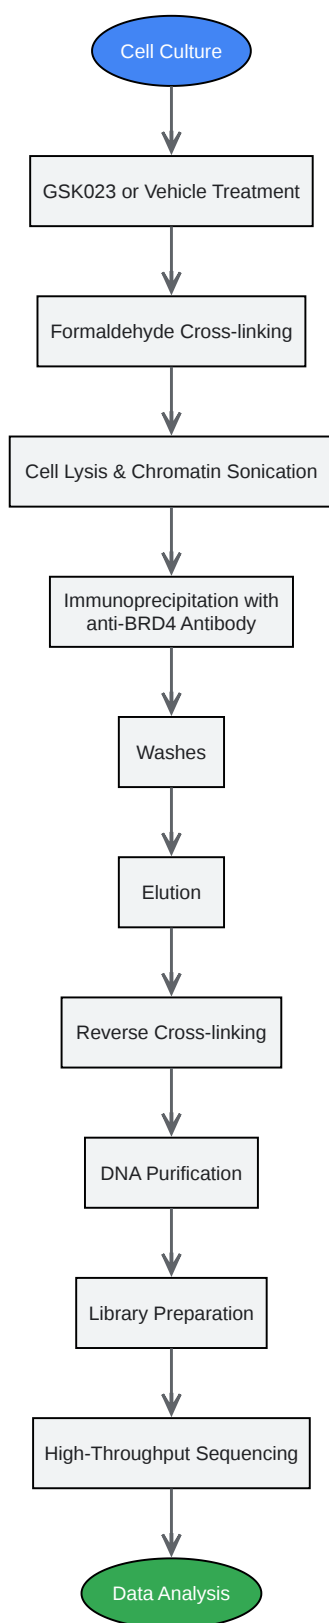 Cell Culture
GSK023 or Vehicle Treatment
Formaldehyde Cross-linking
Cell Lysis & Chromatin Sonication
Immunoprecipitation with
anti-BRD4 Antibody
Washes
Elution
Reverse Cross-linking
DNA Purification
Library Preparation
High-Throughput Sequencing
Data Analysis